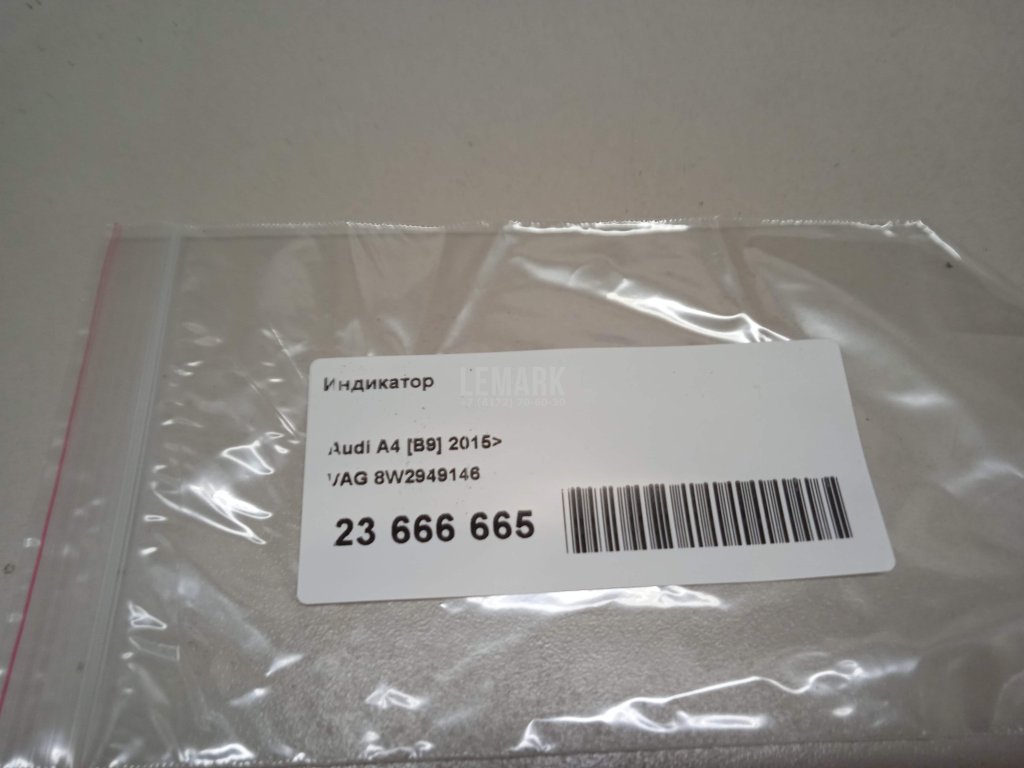 Индикатор
LEMARK
Audi A4 [B9] 2015>
VAG 8W2949146
23 666 665